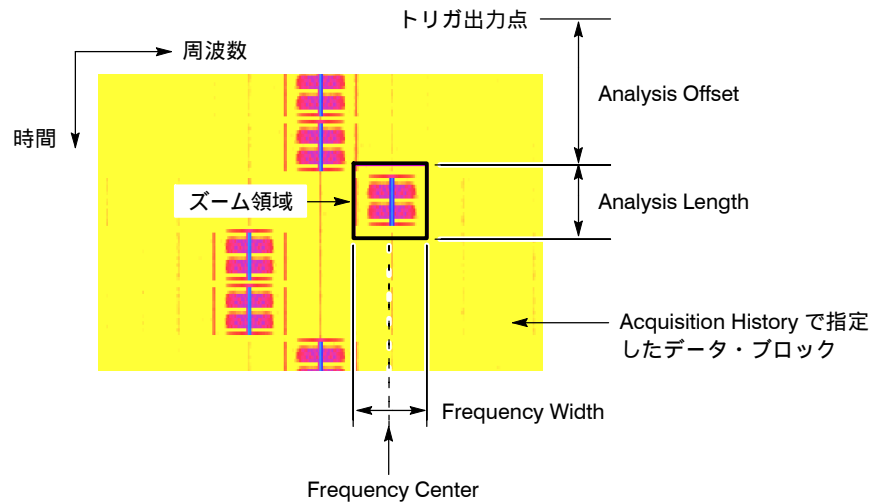 トリガ出力点
周波数
Analysis Offset
時間
ズーム領域
Analysis Length
Acquisition History で指定
したデータ・ブロック
Frequency Width
Frequency Center